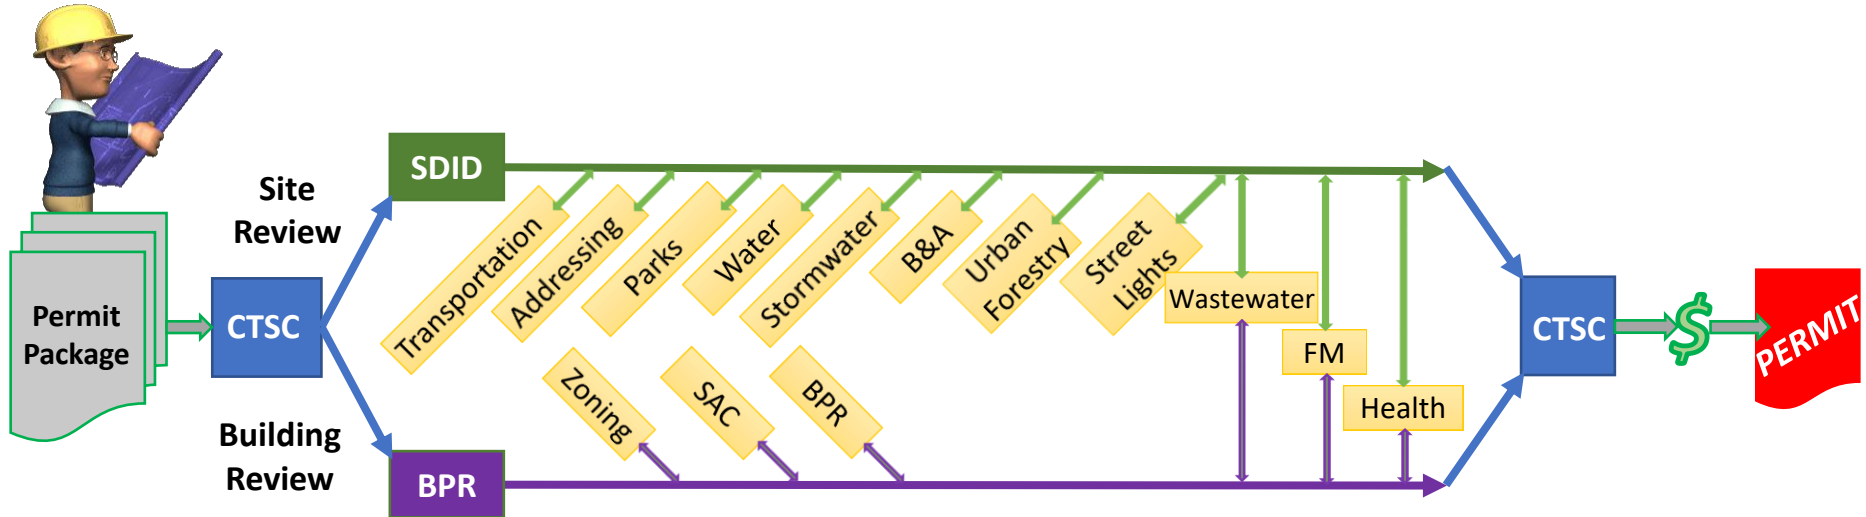 Permit
Package
CTSC
Site
Review
Building
Review
SDID
Transportation
Addressing
Parks
Water
Stormwater
B&A
Urban
Forestry
Street
Lights
Wastewater
FM
Health
Zoning
SAC
BPR
BPR
CTSC
$
PERMIT